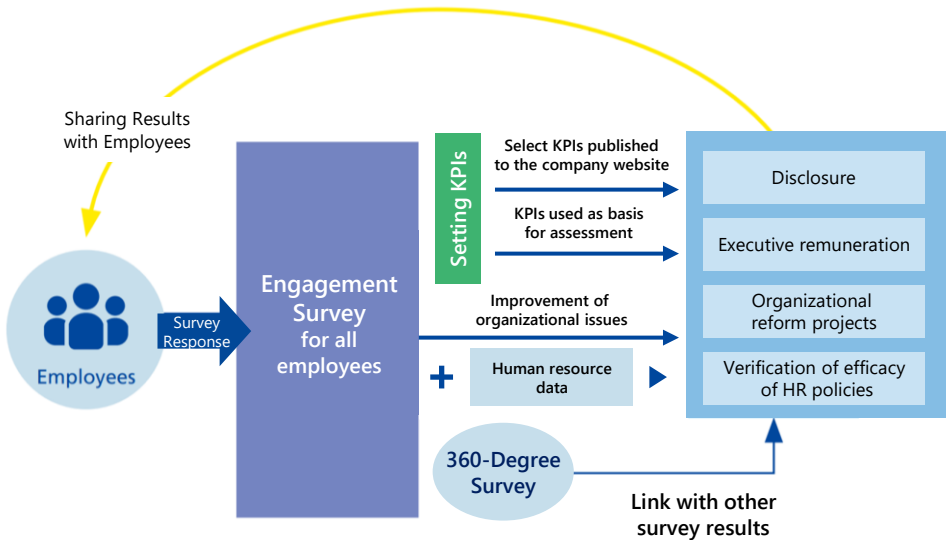 Sharing Results
with Employees
Employees
Survey
Response
Engagement
Survey
for all
employees
Setting KPIs
Select KPIs published
to the company website
KPIs used as basis
for assessment
Improvement of
organizational issues
+
Human resource
data
360-Degree
Survey
Link with other
survey results
Disclosure
Executive remuneration
Organizational
reform projects
Verification of efficacy
of HR policies